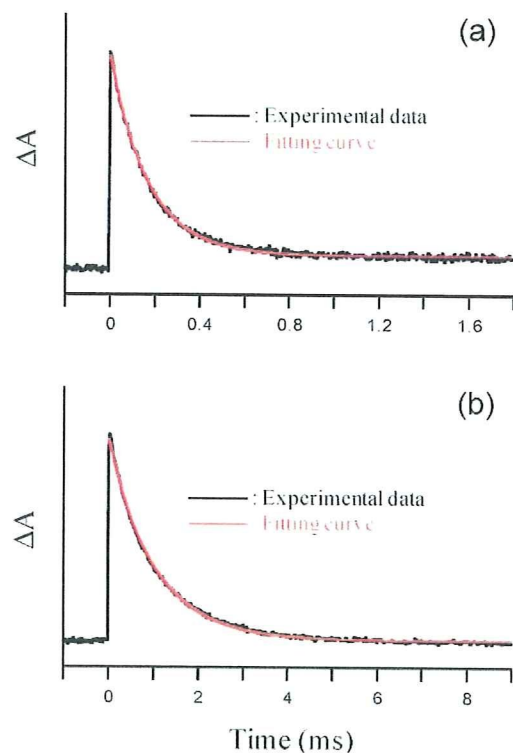 (a)
ΔA
: Experimental data
Fitting curve
0 0.4 0.8 1.2 1.6
(b)
ΔA
: Experimental data
Fitting curve
0 2 4 6 8
Time (ms)